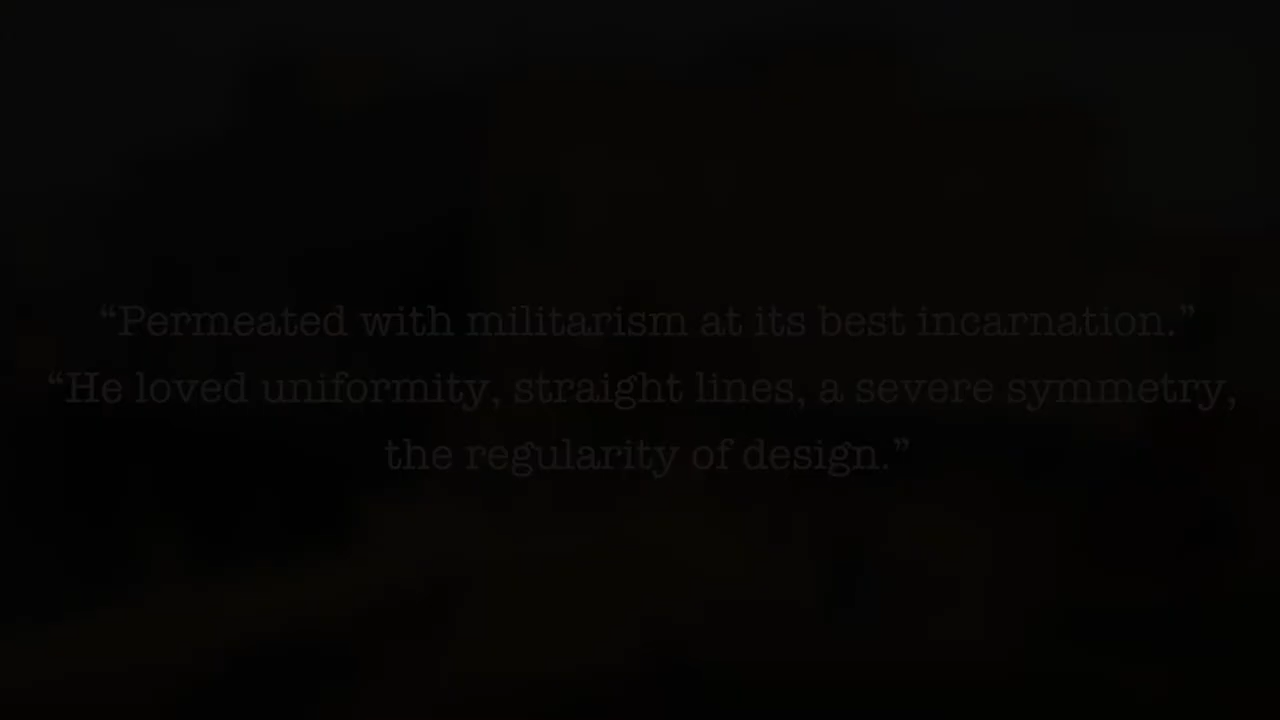 “Permeated with militarism at its best incarnation.”
“He loved uniformity, straight lines, a severe symmetry,
the regularity of design.”